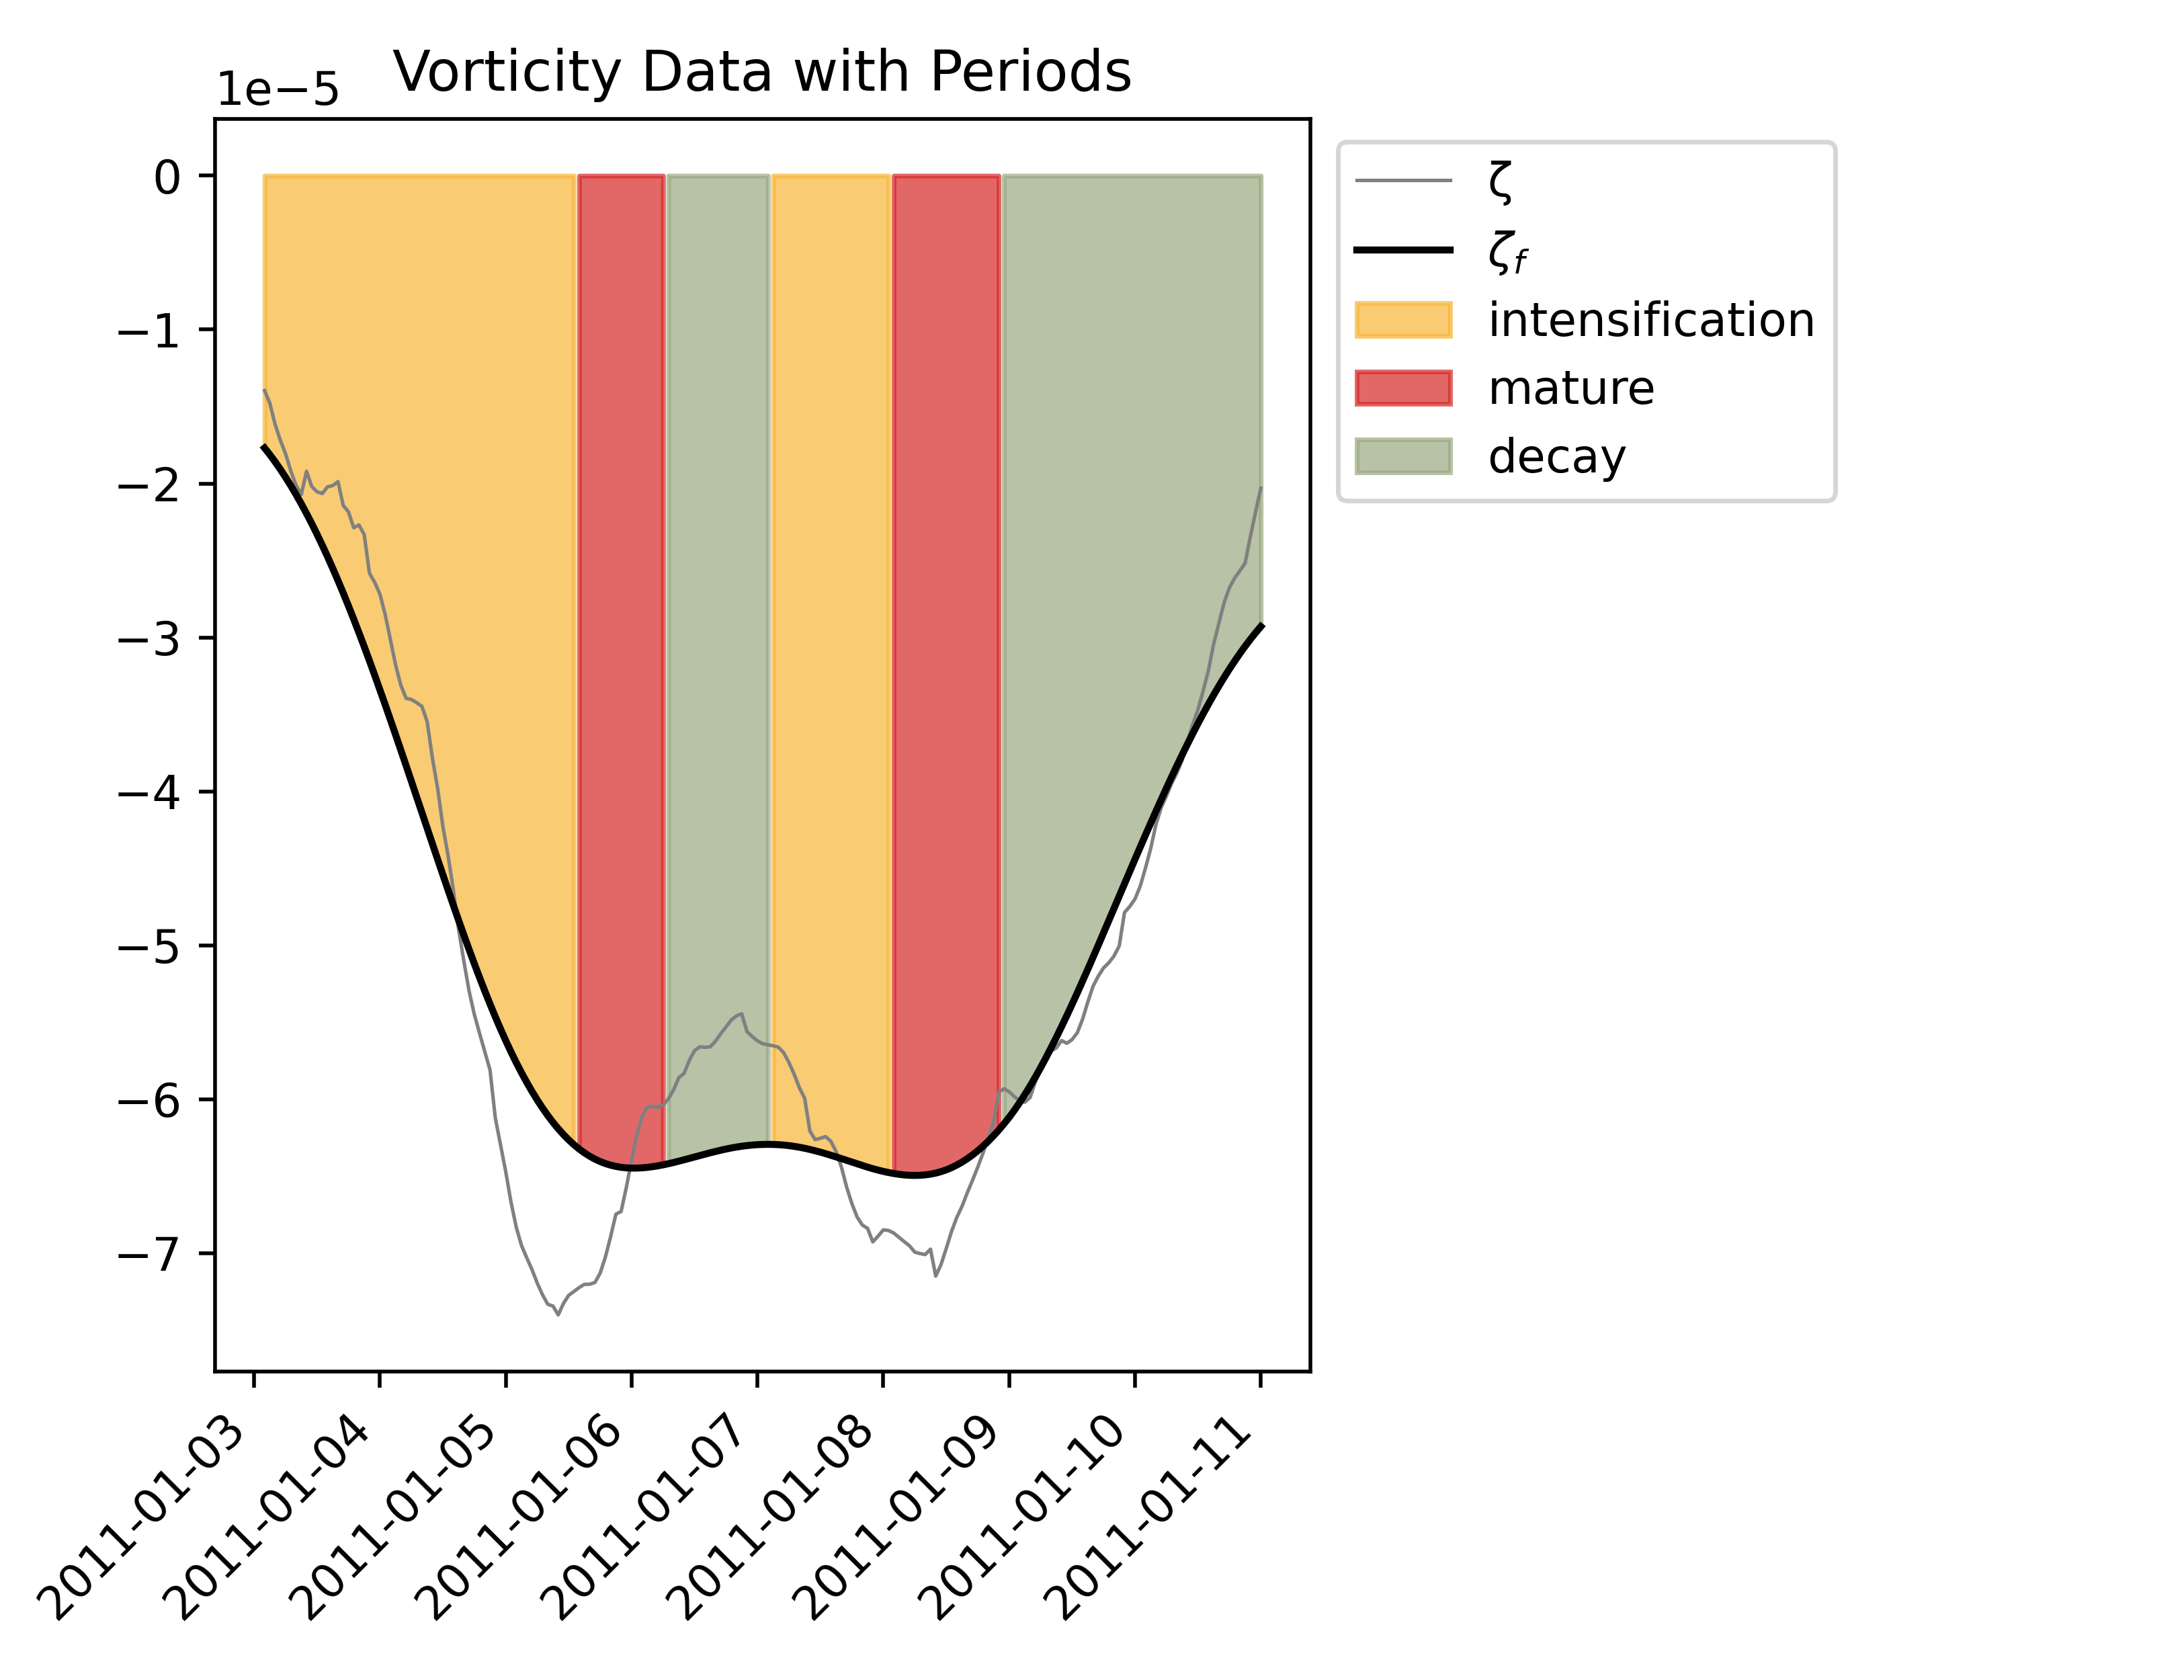 Vorticity Data with Periods
1e−5
0
−1
−2
−3
−4
−5
−6
−7
2011-01-03
2011-01-04
2011-01-05
2011-01-06
2011-01-07
2011-01-08
2011-01-09
2011-01-10
2011-01-11
ζ
ζf
intensification
mature
decay